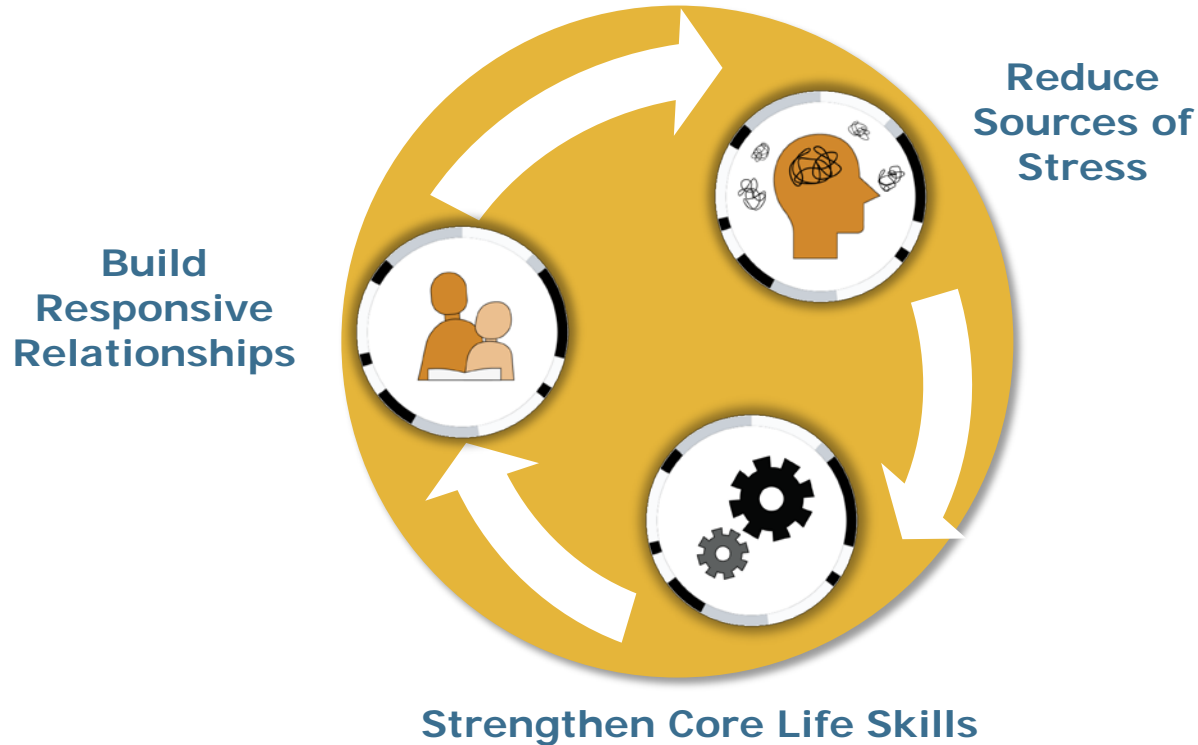 Reduce
Sources of
Stress
Build
Responsive
Relationships
Strengthen Core Life Skills